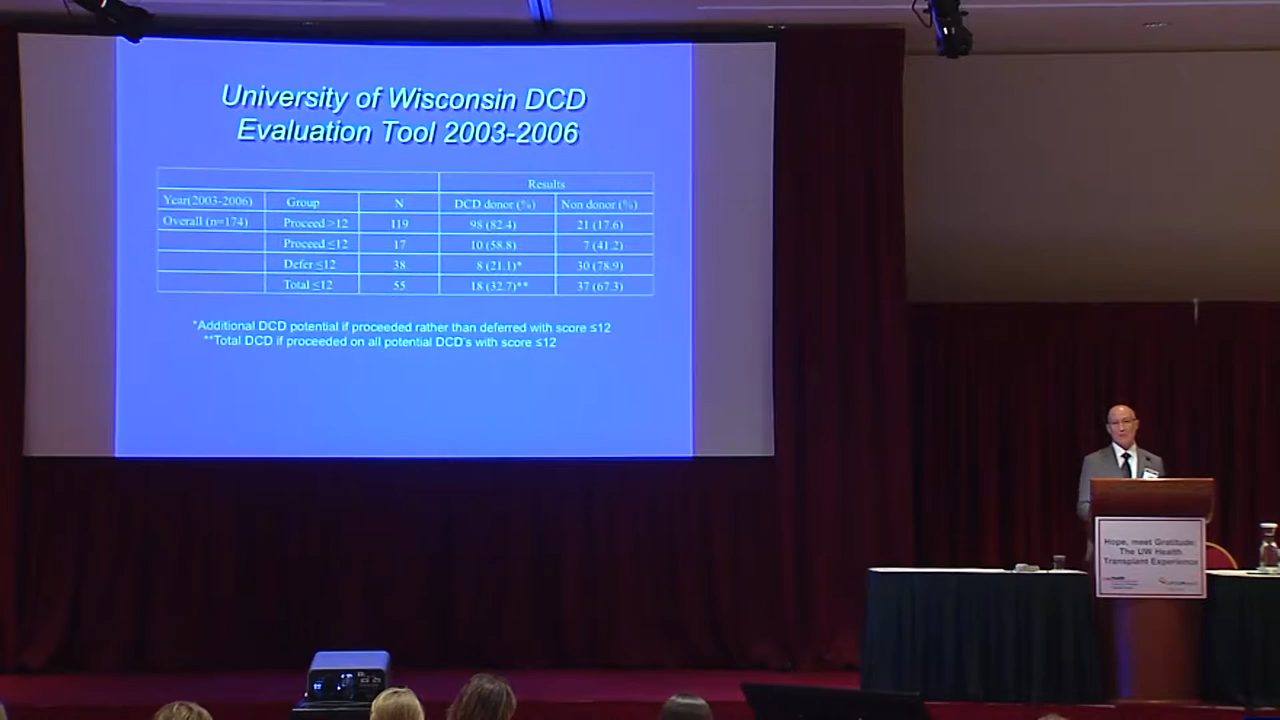 University of Wisconsin DCD
Evaluation Tool 2003-2006
Results
Year(2003-2006) Group N DCD donor (%) Non donor (%)
Overall (n=174) Proceed >12 119 98 (82.4) 21 (17.6)
Proceed ≤12 17 10 (58.8) 7 (41.2)
Defer ≤12 38 8 (21.1)* 30 (78.9)
Total ≤12 55 18 (32.7)** 37 (67.3)
*Additional DCD potential if proceeded rather than deferred with score ≤12
**Total DCD if proceeded on all potential DCD's with score ≤12
Hope, meet Gratitude:
The UW Health
Transplant Experience